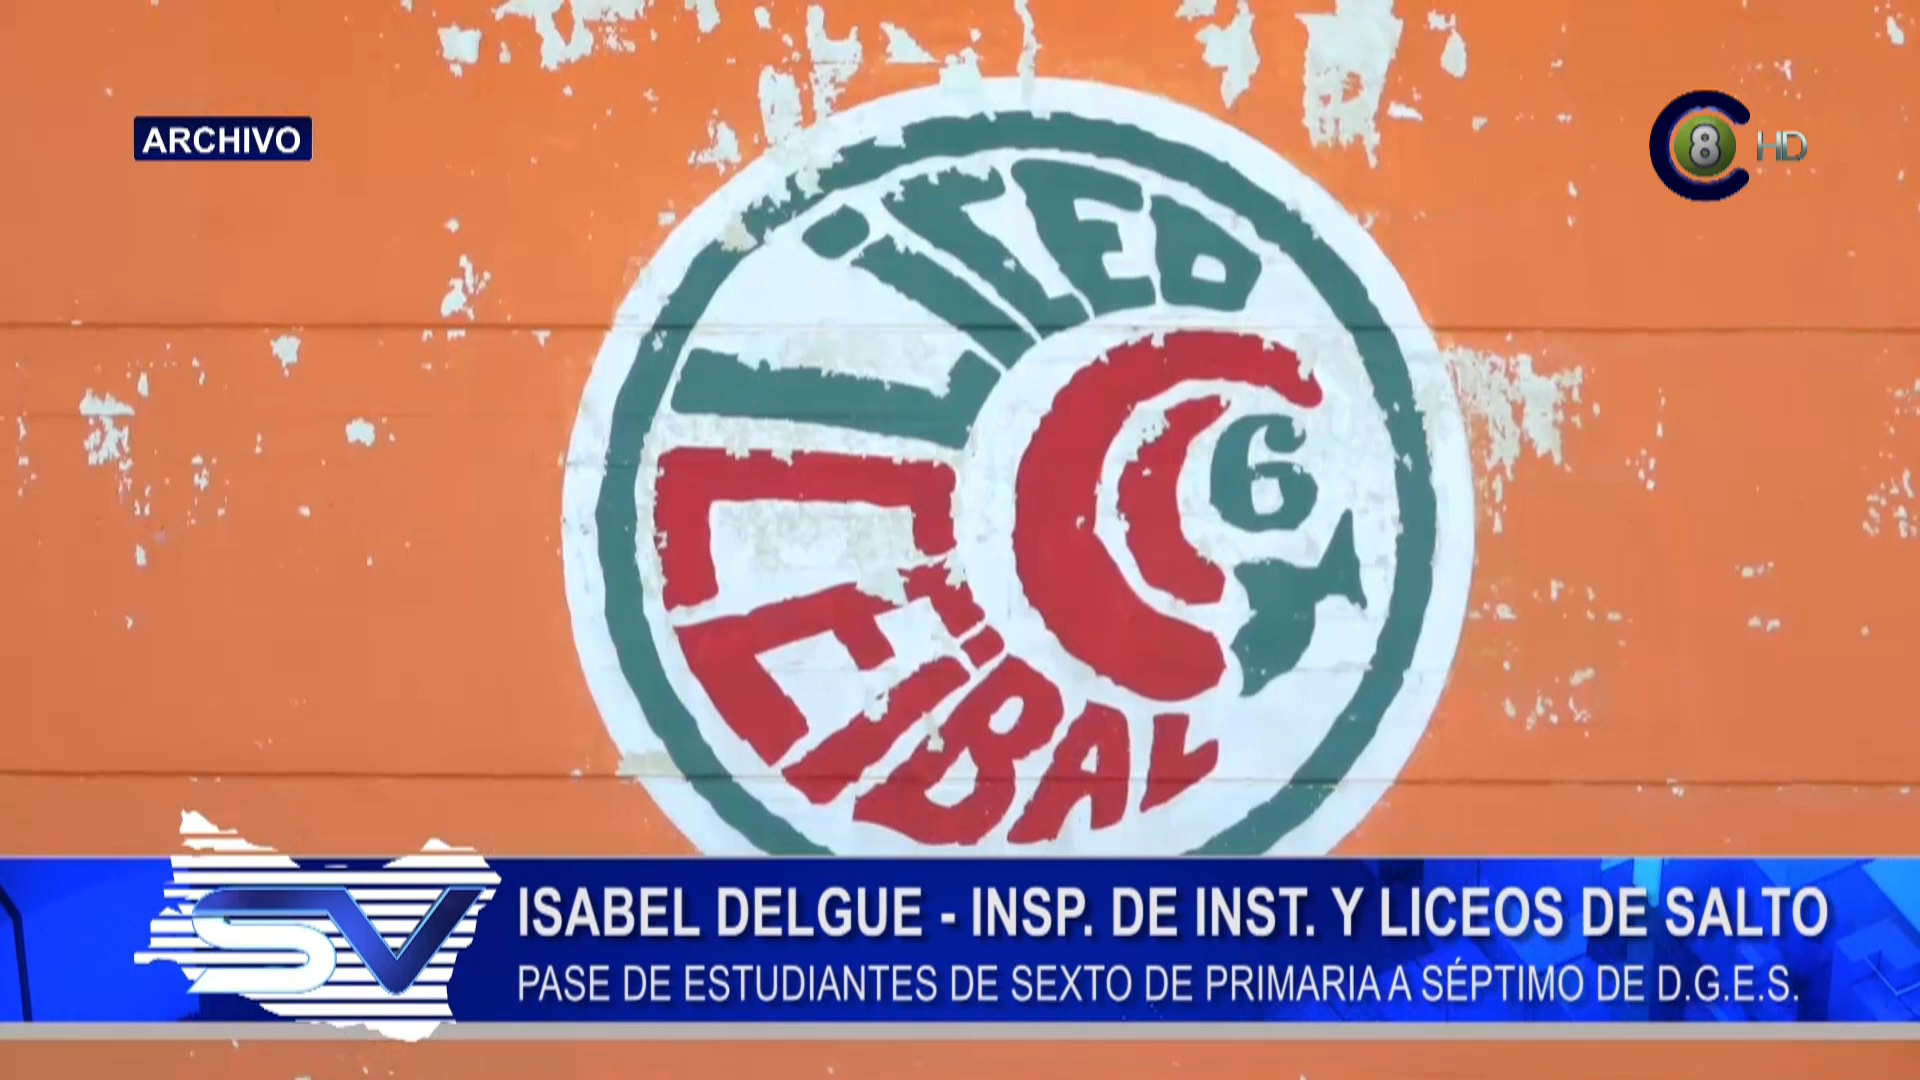 ARCHIVO
8 HD
LICEO
6
CEIBAL
SV
ISABEL DELGUE - INSP. DE INST. Y LICEOS DE SALTO
PASE DE ESTUDIANTES DE SEXTO DE PRIMARIA A SÉPTIMO DE D.G.E.S.